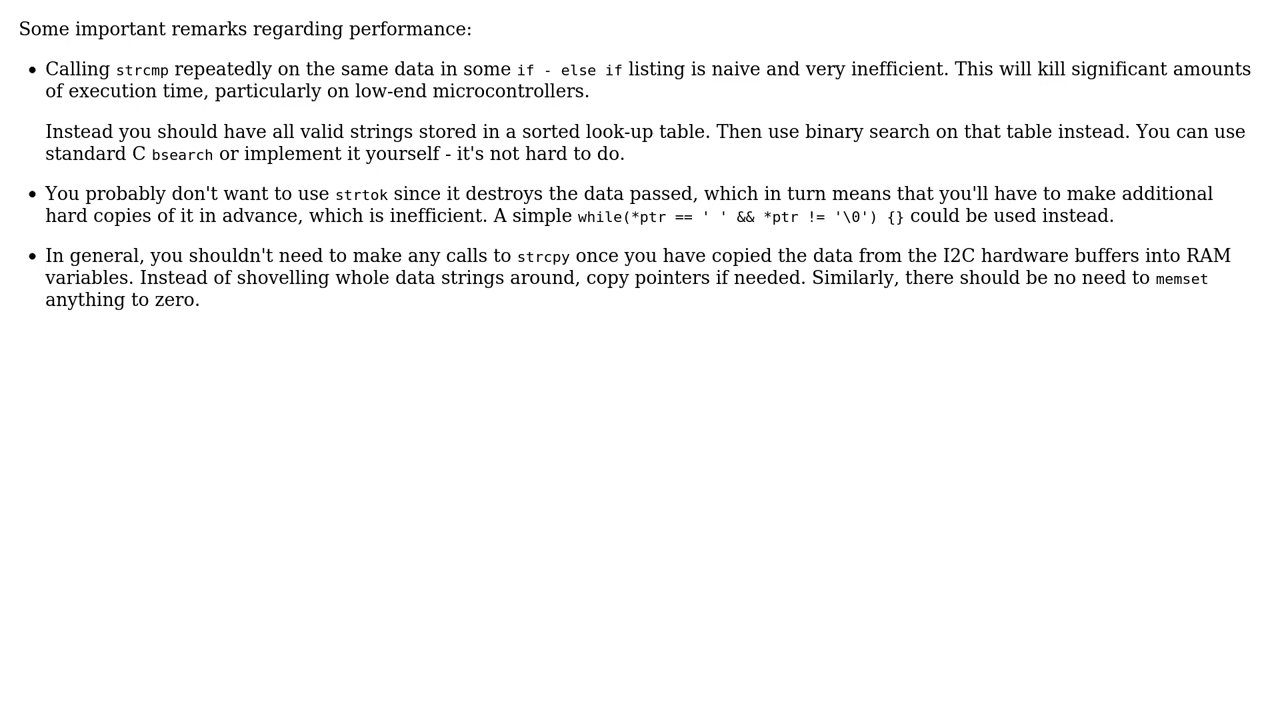 Some important remarks regarding performance:
• Calling strcmp repeatedly on the same data in some if - else if listing is naive and very inefficient. This will kill significant amounts
of execution time, particularly on low-end microcontrollers.
Instead you should have all valid strings stored in a sorted look-up table. Then use binary search on that table instead. You can use
standard C bsearch or implement it yourself - it's not hard to do.
• You probably don't want to use strtok since it destroys the data passed, which in turn means that you'll have to make additional
hard copies of it in advance, which is inefficient. A simple while(*ptr == ' ' && *ptr != '\0') {} could be used instead.
• In general, you shouldn't need to make any calls to strcpy once you have copied the data from the I2C hardware buffers into RAM
variables. Instead of shovelling whole data strings around, copy pointers if needed. Similarly, there should be no need to memset
anything to zero.